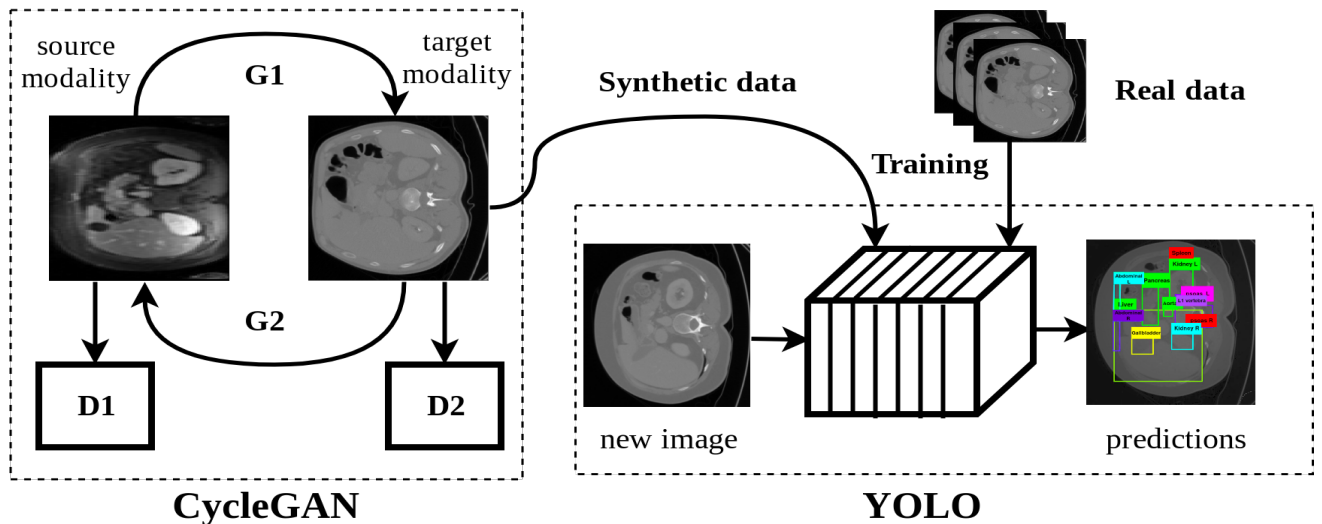 source
modality
G1
target
modality
G2
D1
D2
CycleGAN
Synthetic data
Real data
Training
new image
predictions
YOLO
Spleen
Kidney L
Abdominal
L
Pancreas
Liver
Aorta
L1 vertebra
Gallbladder
Kidney R